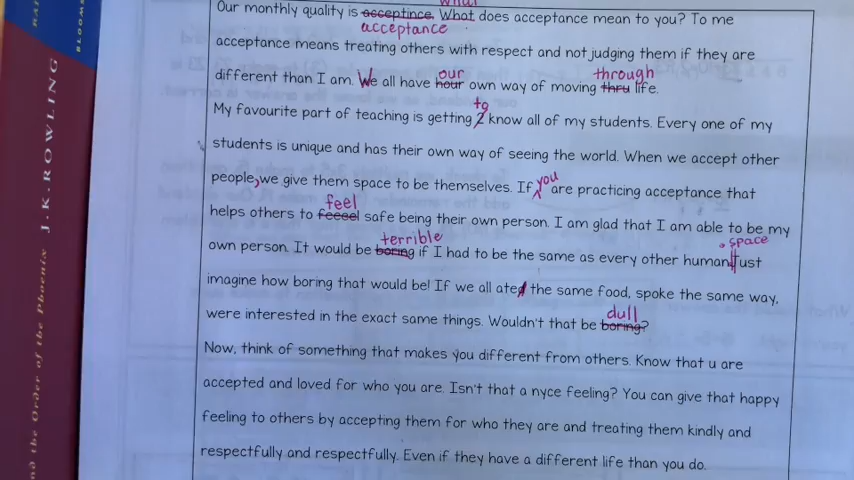 what
Our monthly quality is acceptince. What does acceptance mean to you? To me
acceptance
acceptance means treating others with respect and not judging them if they are
our through
different than I am. We all have hour own way of moving thru life.
to
My favourite part of teaching is getting 2 know all of my students. Every one of my
students is unique and has their own way of seeing the world. When we accept other
you
people, we give them space to be themselves. If are practicing acceptance that
feel
helps others to feeeel safe being their own person. I am glad that I am able to be my
terrible . space
own person. It would be boring if I had to be the same as every other human Just
imagine how boring that would be! If we all ate the same food, spoke the same way,
dull
were interested in the exact same things. Wouldn't that be boring?
Now, think of something that makes you different from others. Know that u are
accepted and loved for who you are. Isn't that a nyce feeling? You can give that happy
feeling to others by accepting them for who they are and treating them kindly and
respectfully and respectfully. Even if they have a different life than you do.
J.K. ROWLING
and the Order of the Phoenix
BLOOMS